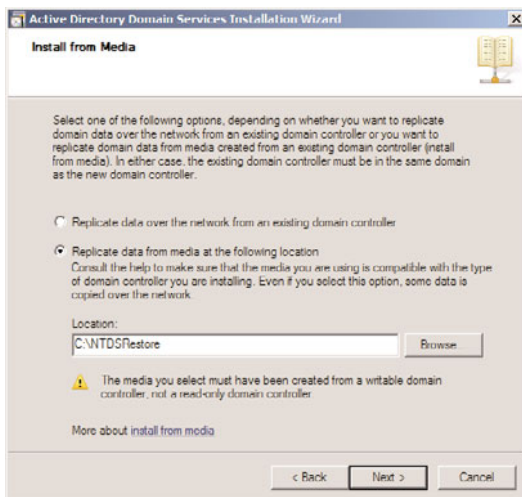 Active Directory Domain Services Installation Wizard
Install from Media
Select one of the following options, depending on whether you want to replicate
domain data over the network from an existing domain controller or you want to
replicate domain data from media created from an existing domain controller (install
from media). In either case, the existing domain controller must be in the same domain
as the new domain controller.
Replicate data over the network from an existing domain controller
Replicate data from media at the following location
Consult the help to make sure that the media you are using is compatible with the type
of domain controller you are installing. Even if you select this option, some data is
copied over the network.
Location:
C:\NTDSRestore
Browse...
The media you select must have been created from a writable domain
controller, not a read-only domain controller.
More about install from media
< Back
Next >
Cancel